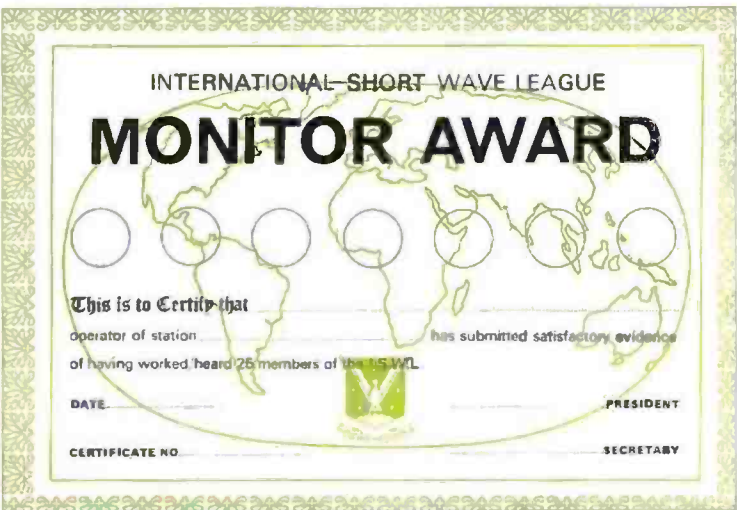 INTERNATIONAL SHORT WAVE LEAGUE
MONITOR AWARD
This is to Certify that
operator of station has submitted satisfactory evidence
of having worked/heard 25 members of the I.S.W.L.
DATE PRESIDENT
CERTIFICATE NO SECRETARY